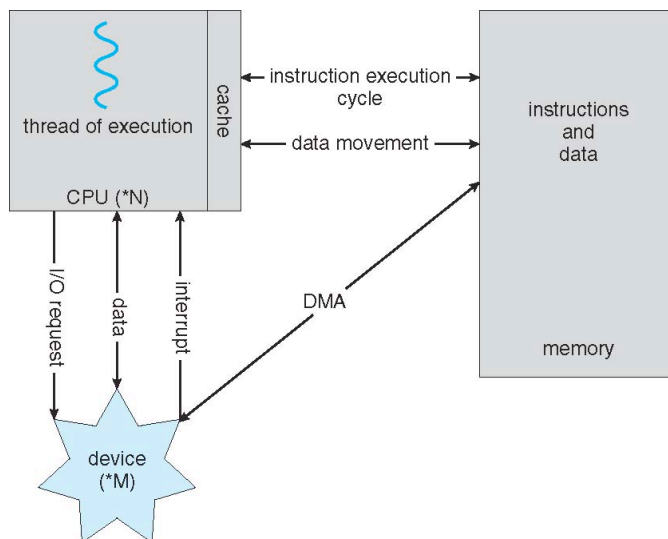 thread of execution
cache
CPU (*N)
instruction execution
cycle
data movement
instructions
and
data
memory
I/O request
data
interrupt
DMA
device
(*M)